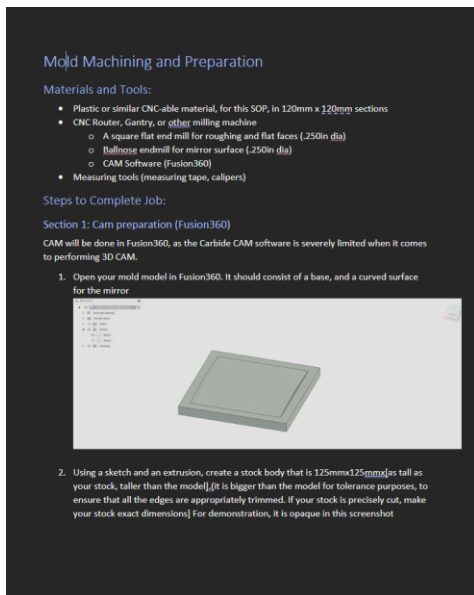 Mold Machining and Preparation
Materials and Tools:
• Plastic or similar CNC-able material, for this SOP, in 120mm x 120mm sections
• CNC Router, Gantry, or other milling machine
o A square flat end mill for roughing and flat faces (.250in dia)
o Ballnose endmill for mirror surface (.250in dia)
o CAM Software (Fusion360)
• Measuring tools (measuring tape, calipers)
Steps to Complete Job:
Section 1: Cam preparation (Fusion360)
CAM will be done in Fusion360, as the Carbide CAM software is severely limited when it comes
to performing 3D CAM.
1. Open your mold model in Fusion360. It should consist of a base, and a curved surface
for the mirror
2. Using a sketch and an extrusion, create a stock body that is 125mmx125mmx[as tall as
your stock, taller than the model],[it is bigger than the model for tolerance purposes, to
ensure that all the edges are appropriately trimmed. If your stock is precisely cut, make
your stock exact dimensions] For demonstration, it is opaque in this screenshot